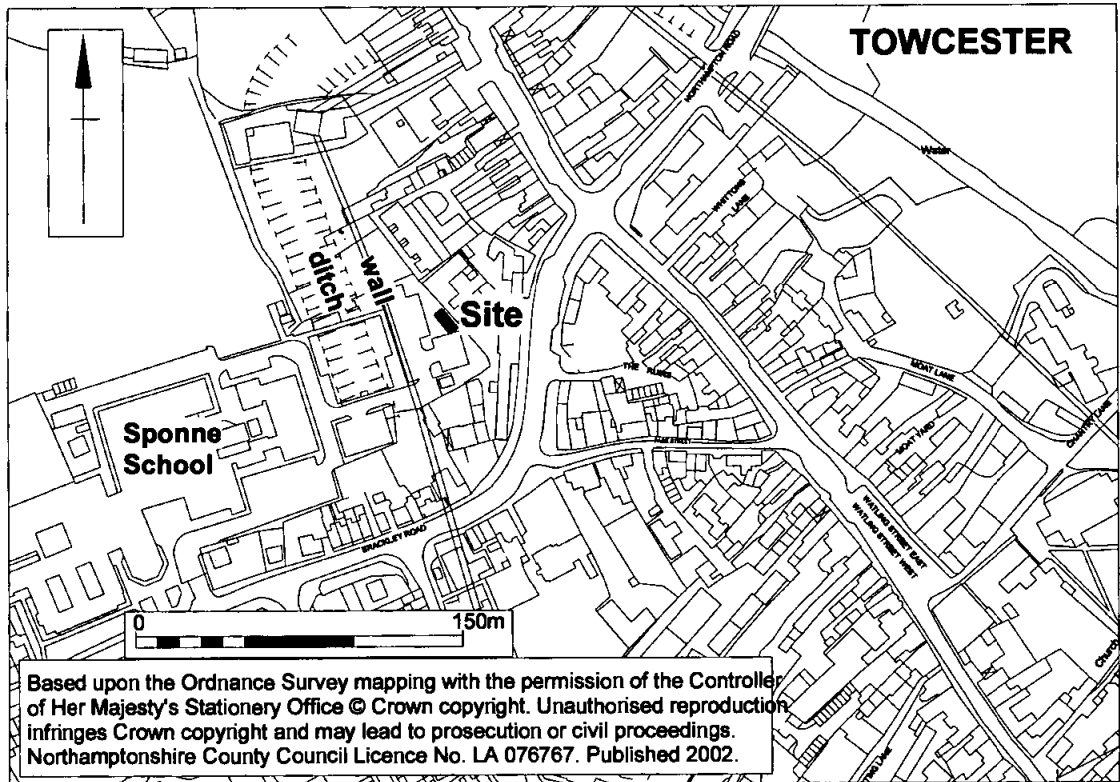 TOWCESTER
NORTHAMPTON ROAD
Water
WHITTONS
LANE
ditch
wall
Site
THE
MOAT LANE
CHANTRY LANE
MOAT YARD
Sponne
School
BRACKLEY ROAD
WATLING STREET EAST
WATLING STREET WEST
Church
0 150m
Based upon the Ordnance Survey mapping with the permission of the Controller
of Her Majesty's Stationery Office © Crown copyright. Unauthorised reproduction
infringes Crown copyright and may lead to prosecution or civil proceedings.
Northamptonshire County Council Licence No. LA 076767. Published 2002.